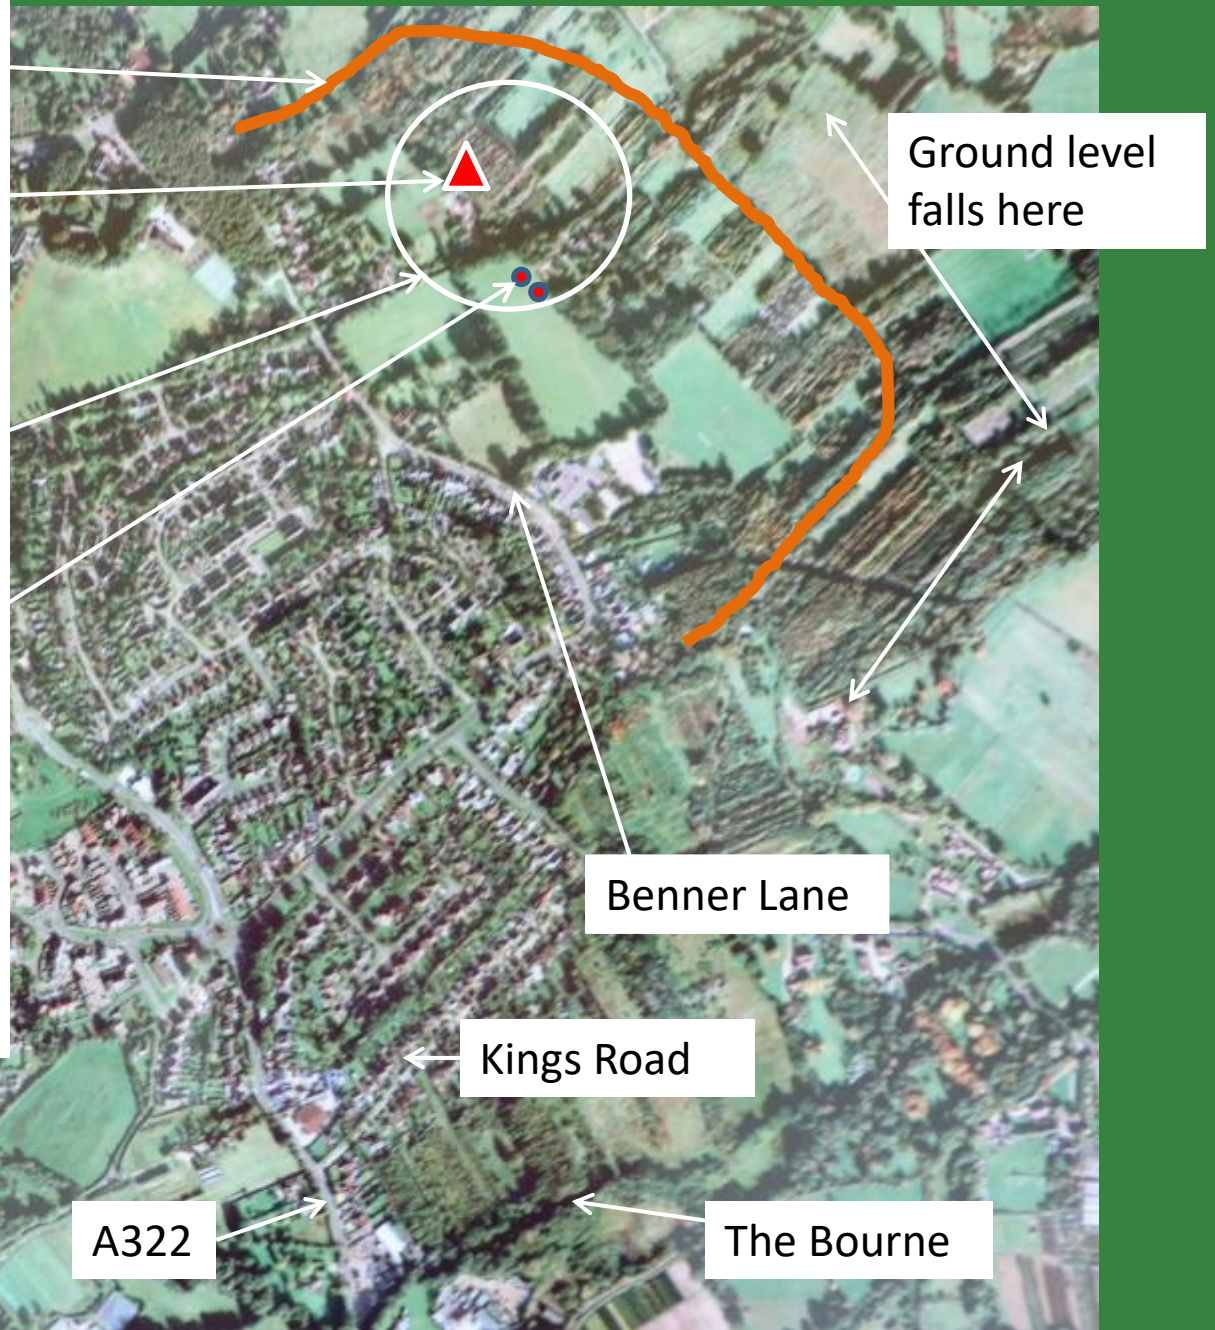 Ground level
falls here
Benner Lane
Kings Road
A322
The Bourne